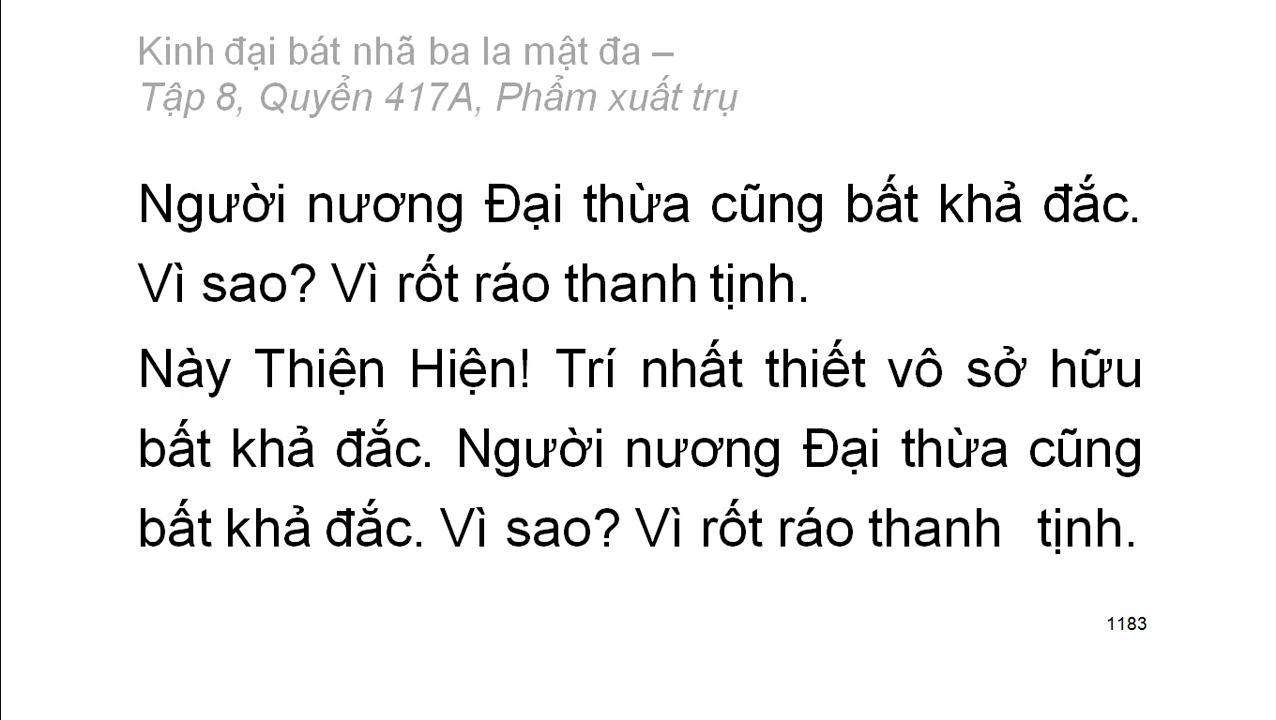 Kinh đại bát nhã ba la mật đa –
Tập 8, Quyển 417A, Phẩm xuất trụ
Người nương Đại thừa cũng bất khả đắc.
Vì sao? Vì rốt ráo thanh tịnh.
Này Thiện Hiện! Trí nhất thiết vô sở hữu
bất khả đắc. Người nương Đại thừa cũng
bất khả đắc. Vì sao? Vì rốt ráo thanh tịnh.
1183